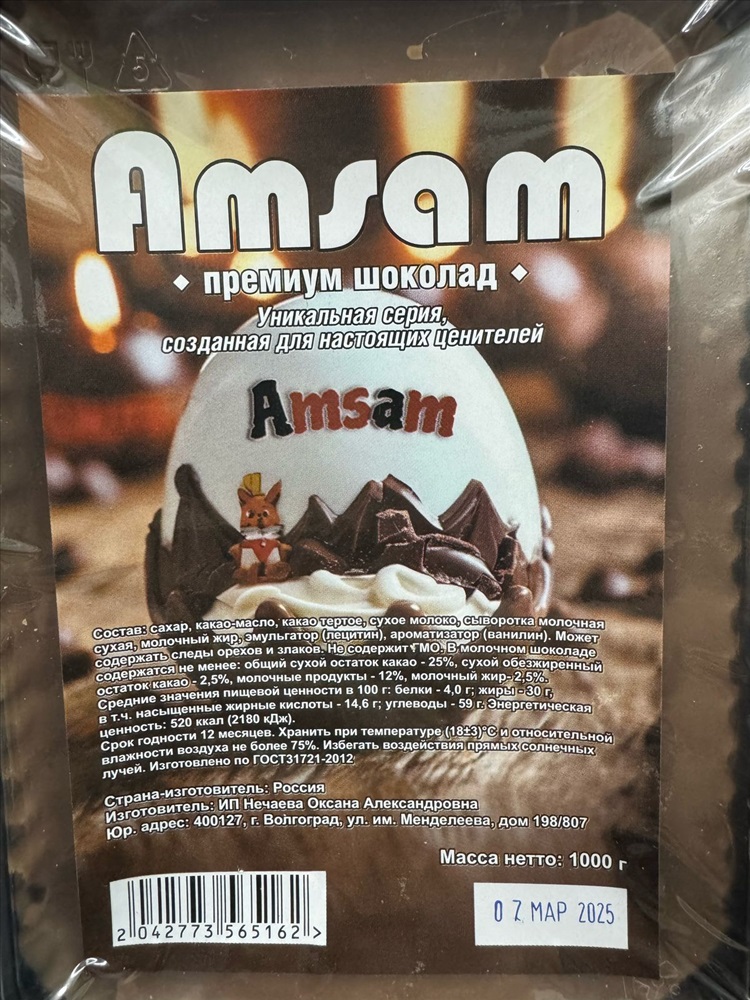 5
Amsam
премиум шоколад
Уникальная серия,
созданная для настоящих ценителей
Amsam
Состав: сахар, какао-масло, какао тертое, сухое молоко, сыворотка молочная
сухая, молочный жир, эмульгатор (лецитин), ароматизатор (ванилин). Может
содержать следы орехов и злаков. Не содержит ГМО. В молочном шоколаде
содержатся не менее: общий сухой остаток какао - 25%, сухой обезжиренный
остаток какао - 2,5%, молочные продукты - 12%, молочный жир- 2,5%.
Средние значения пищевой ценности в 100 г: белки - 4,0 г; жиры - 30 г,
в т.ч. насыщенные жирные кислоты - 14,6 г; углеводы - 59 г. Энергетическая
ценность: 520 ккал (2180 кДж).
Срок годности 12 месяцев. Хранить при температуре (18±3)°С и относительной
влажности воздуха не более 75%. Избегать воздействия прямых солнечных
лучей. Изготовлено по ГОСТ31721-2012
Страна-изготовитель: Россия
Изготовитель: ИП Нечаева Оксана Александровна
Юр. адрес: 400127, г. Волгоград, ул. им. Менделеева, дом 198/807
Масса нетто: 1000 г
2 042773 565162 >
07 МАР 2025